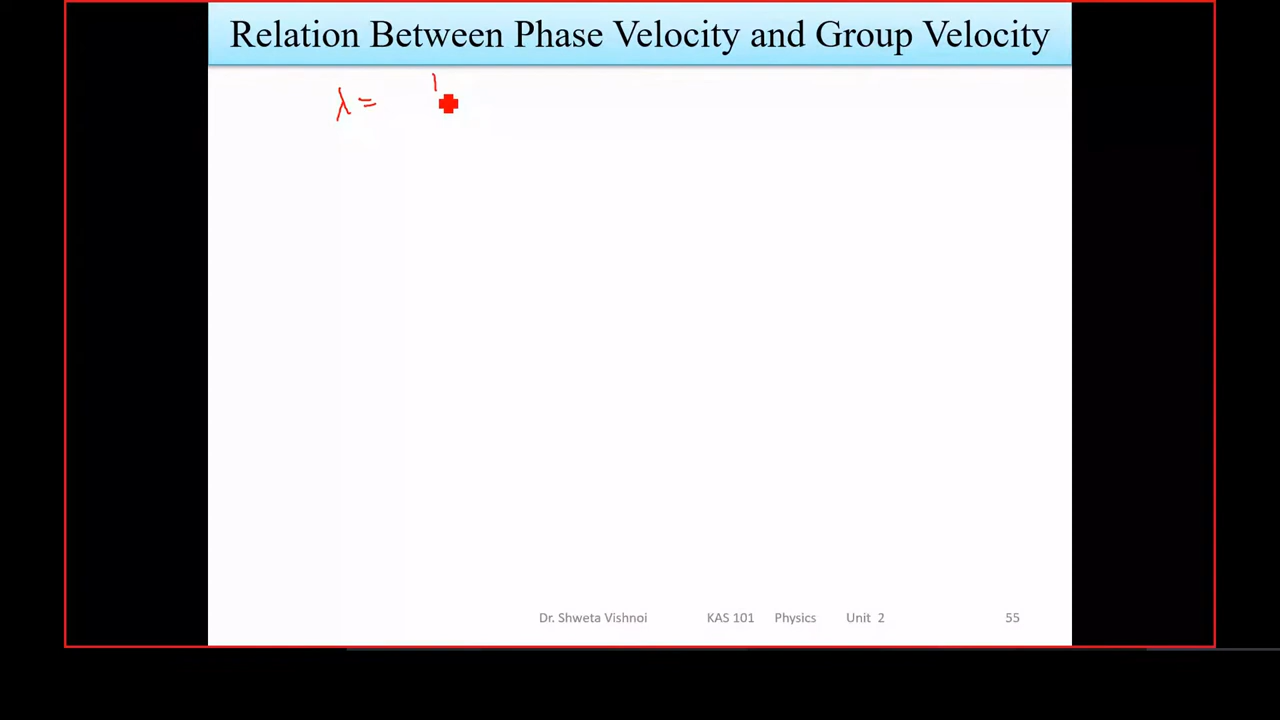 Relation Between Phase Velocity and Group Velocity
λ=
Dr. Shweta Vishnoi KAS 101 Physics Unit 2 55